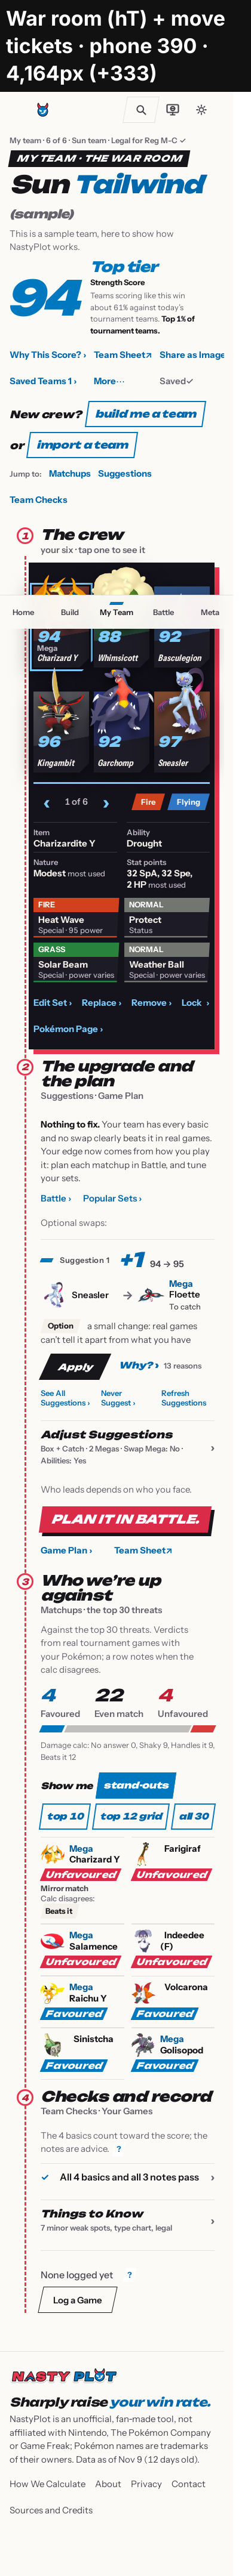 War room (hT) + move
tickets · phone 390 ·
4,164px (+333)
My team · 6 of 6 · Sun team · Legal for Reg M-C ✓
MY TEAM · THE WAR ROOM
Sun Tailwind
(sample)
This is a sample team, here to show how
NastyPlot works.
94
Top tier
Strength Score
Teams scoring like this win
about 61% against today's
tournament teams. Top 1% of
tournament teams.
Why This Score? ›
Team Sheet↗
Share as Image
Saved Teams 1 ›
More···
Saved✓
New crew?
build me a team
or
import a team
Jump to:
Matchups
Suggestions
Team Checks
1
The crew
your six · tap one to see it
Home
Build
My Team
Battle
Meta
94
Mega
Charizard Y
88
Whimsicott
92
Basculegion
96
Kingambit
92
Garchomp
97
Sneasler
‹
1 of 6
›
Fire
Flying
Item
Charizardite Y
Ability
Drought
Nature
Modest most used
Stat points
32 SpA, 32 Spe,
2 HP most used
FIRE
Heat Wave
Special · 95 power
NORMAL
Protect
Status
GRASS
Solar Beam
Special · power varies
NORMAL
Weather Ball
Special · power varies
Edit Set ›
Replace ›
Remove ›
Lock ›
Pokémon Page ›
2
The upgrade and
the plan
Suggestions · Game Plan
Nothing to fix. Your team has every basic
and no swap clearly beats it in real games.
Your edge now comes from how you
play it: plan each matchup in Battle, and tune
your sets.
Battle ›
Popular Sets ›
Optional swaps:
Suggestion 1
+1
94 → 95
Sneasler
→
Mega
Floette
To catch
Option
a small change: real games
can't tell it apart from what you have
Apply
Why? ›
13 reasons
See All
Suggestions ›
Never
Suggest ›
Refresh
Suggestions
Adjust Suggestions
Box + Catch · 2 Megas · Swap Mega: No ·
Abilities: Yes
›
Who leads depends on who you face.
PLAN IT IN BATTLE.
Game Plan ›
Team Sheet↗
3
Who we're up
against
Matchups · the top 30 threats
Against the top 30 threats. Verdicts
from real tournament games with
your Pokémon; a row notes when the
calc disagrees.
4
Favoured
22
Even match
4
Unfavoured
Damage calc: No answer 0, Shaky 9, Handles it 9,
Beats it 12
Show me
stand-outs
top 10
top 12 grid
all 30
Mega
Charizard Y
Unfavoured
Mirror match
Calc disagrees:
Beats it
Farigiraf
Unfavoured
Mega
Salamence
Unfavoured
Indeedee
(F)
Unfavoured
Mega
Raichu Y
Favoured
Volcarona
Favoured
Sinistcha
Favoured
Mega
Golisopod
Favoured
4
Checks and record
Team Checks · Your Games
The 4 basics count toward the score; the
notes are advice. ?
✓ All 4 basics and all 3 notes pass ›
Things to Know
7 minor weak spots, type chart, legal
›
None logged yet ?
Log a Game
NASTY PLOT
Sharply raise your win rate.
NastyPlot is an unofficial, fan-made tool, not
affiliated with Nintendo, The Pokémon Company
or Game Freak; Pokémon names are trademarks
of their owners. Data as of Nov 9 (12 days old).
How We Calculate
About
Privacy
Contact
Sources and Credits